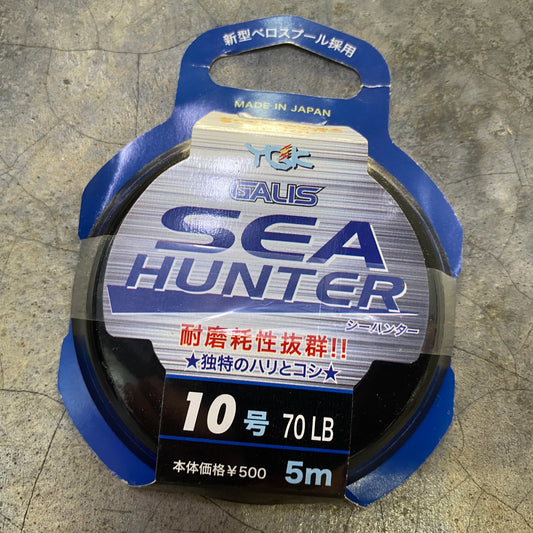 新型ベロスプール採用
MADE IN JAPAN
YGK
GALIS
SEA
HUNTER
シーハンター
耐磨耗性抜群!!
★独特のハリとコシ★
10号 70 LB
本体価格¥500 5m